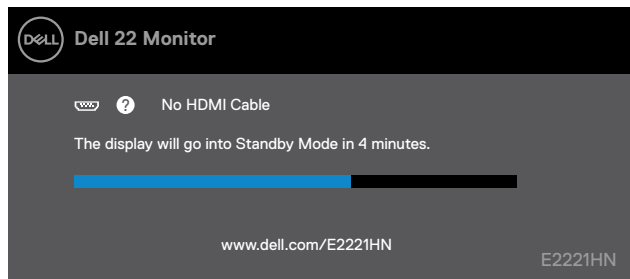 DELL
Dell 22 Monitor
? No HDMI Cable
The display will go into Standby Mode in 4 minutes.
www.dell.com/E2221HN
E2221HN